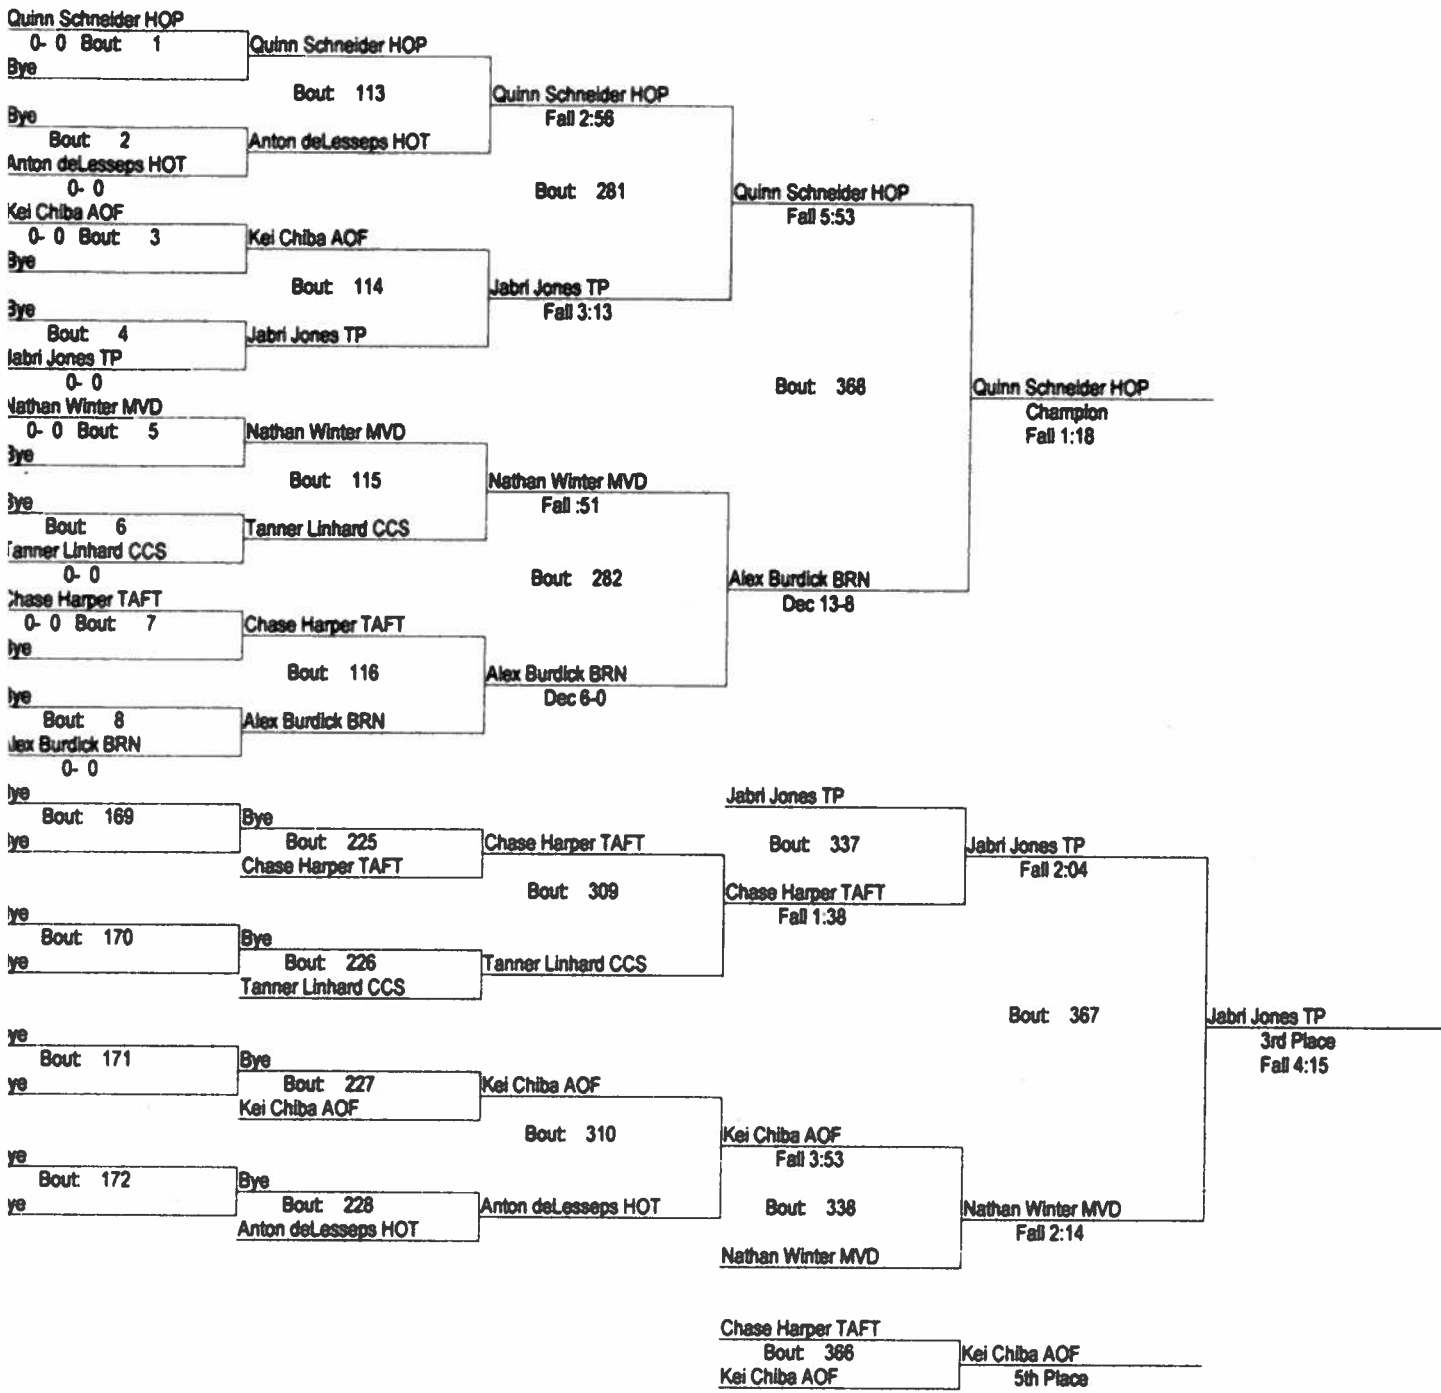 Quinn Schneider HOP
0- 0 Bout: 1
Bye
Quinn Schneider HOP
Bout: 113
Quinn Schneider HOP
Fall 2:56
Bye
Bout: 2
Anton deLesseps HOT
0- 0
Anton deLesseps HOT
Bout: 281
Quinn Schneider HOP
Fall 5:53
Kei Chiba AOF
0- 0 Bout: 3
Bye
Kei Chiba AOF
Bout: 114
Jabri Jones TP
Fall 3:13
Bye
Bout: 4
Jabri Jones TP
0- 0
Jabri Jones TP
Bout: 368
Quinn Schneider HOP
Champion
Fall 1:18
Nathan Winter MVD
0- 0 Bout: 5
Bye
Nathan Winter MVD
Bout: 115
Nathan Winter MVD
Fall :51
Bye
Bout: 6
Tanner Linhard CCS
0- 0
Tanner Linhard CCS
Bout: 282
Alex Burdick BRN
Dec 13-8
Chase Harper TAFT
0- 0 Bout: 7
Bye
Chase Harper TAFT
Bout: 116
Alex Burdick BRN
Dec 6-0
Bye
Bout: 8
Alex Burdick BRN
0- 0
Alex Burdick BRN
Bye
Bout: 169
Bye
Bye
Bout: 225
Chase Harper TAFT
Chase Harper TAFT
Bout: 309
Jabri Jones TP
Bout: 337
Chase Harper TAFT
Fall 1:38
Jabri Jones TP
Fall 2:04
Bye
Bout: 170
Bye
Bye
Bout: 226
Tanner Linhard CCS
Tanner Linhard CCS
Bout: 367
Jabri Jones TP
3rd Place
Fall 4:15
Bye
Bout: 171
Bye
Bye
Bout: 227
Kei Chiba AOF
Kei Chiba AOF
Bout: 310
Kei Chiba AOF
Fall 3:53
Bye
Bout: 172
Bye
Bye
Bout: 228
Anton deLesseps HOT
Anton deLesseps HOT
Bout: 338
Nathan Winter MVD
Nathan Winter MVD
Fall 2:14
Chase Harper TAFT
Bout: 366
Kei Chiba AOF
Kei Chiba AOF
5th Place